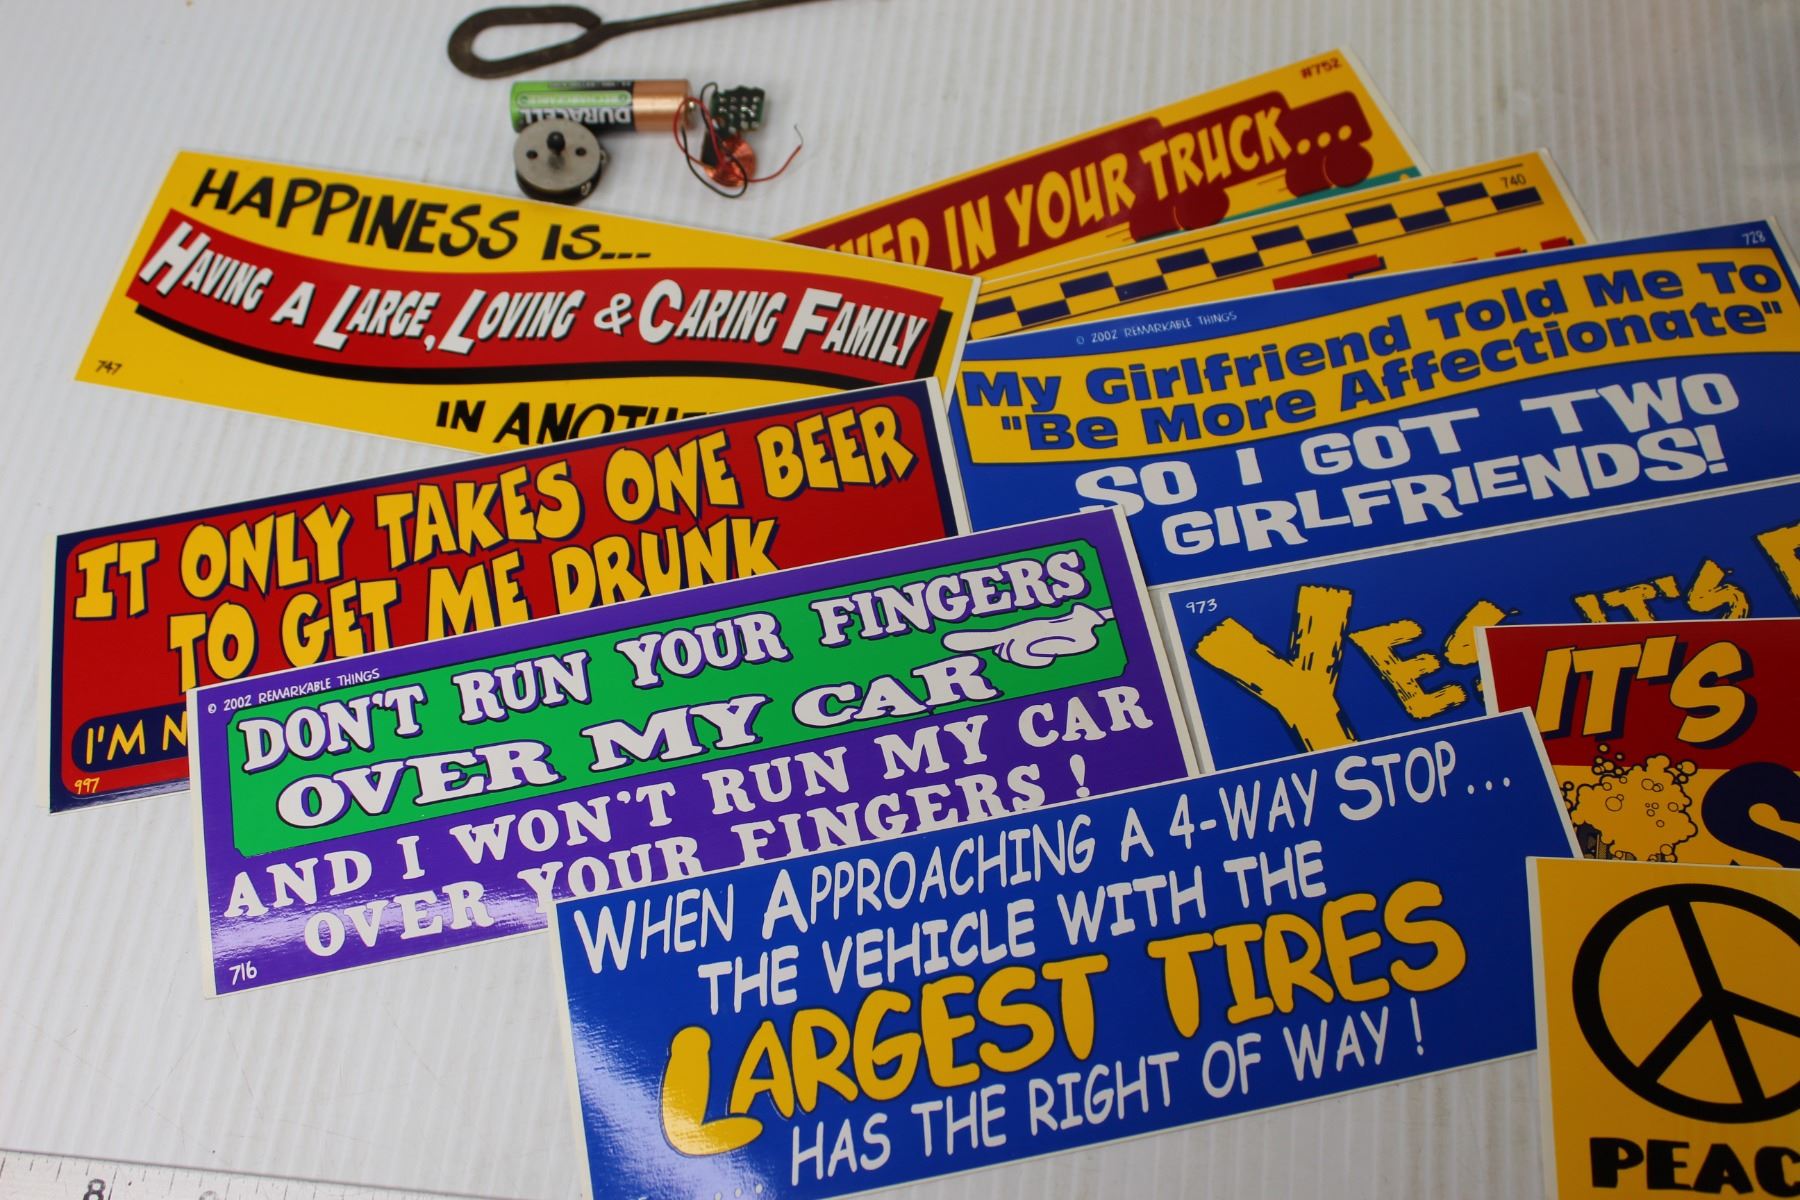 DURACELL
RECHARGEABLE
#752
IN YOUR TRUCK...
740
HAPPINESS IS...
HAVING A LARGE, LOVING & CARING FAMILY
747
IN
728
© 2002 REMARKABLE THINGS
My Girlfriend Told Me To
"Be More Affectionate"
SO I GOT TWO
GIRLFRIENDS!
IT ONLY TAKES ONE BEER
TO GET ME DRUNK
I'M
997
973
YES IT'S
IT'S
© 2002 REMARKABLE THINGS
DON'T RUN YOUR FINGERS
OVER MY CAR
AND I WON'T RUN MY CAR
OVER YOUR FINGERS !
716
WHEN APPROACHING A 4-WAY STOP...
THE VEHICLE WITH THE
LARGEST TIRES
...HAS THE RIGHT OF WAY !
PEAC
8